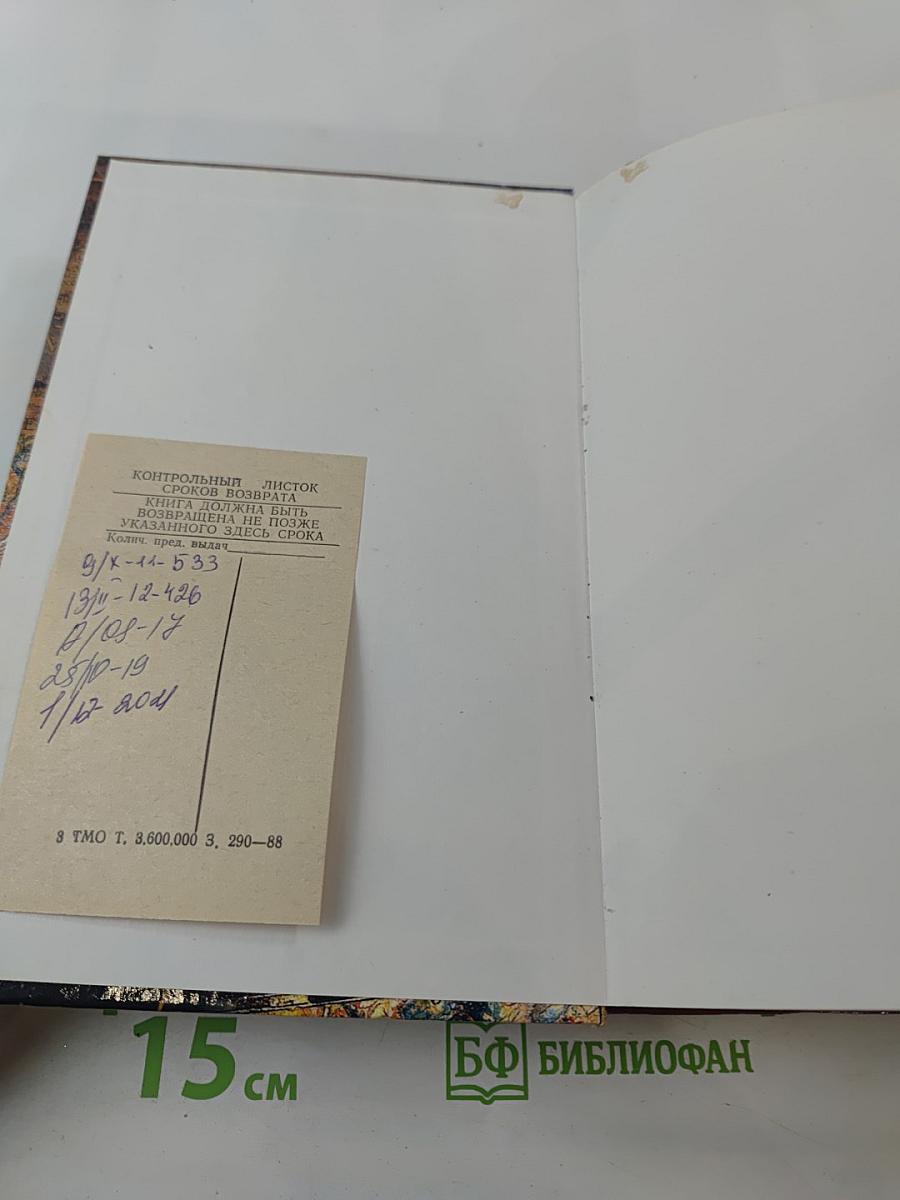 КОНТРОЛЬНЫЙ ЛИСТОК
СРОКОВ ВОЗВРАТА
КНИГА ДОЛЖНА БЫТЬ
ВОЗВРАЩЕНА НЕ ПОЗЖЕ
УКАЗАННОГО ЗДЕСЬ СРОКА
Колич. пред. выдач
9/X-11-533
13/II-12-426
/08-17
25/10-19
1/12-2021
3 ТМО Т. 3.600.000 З. 290—88
15 см
БФ БИБЛИОФАН